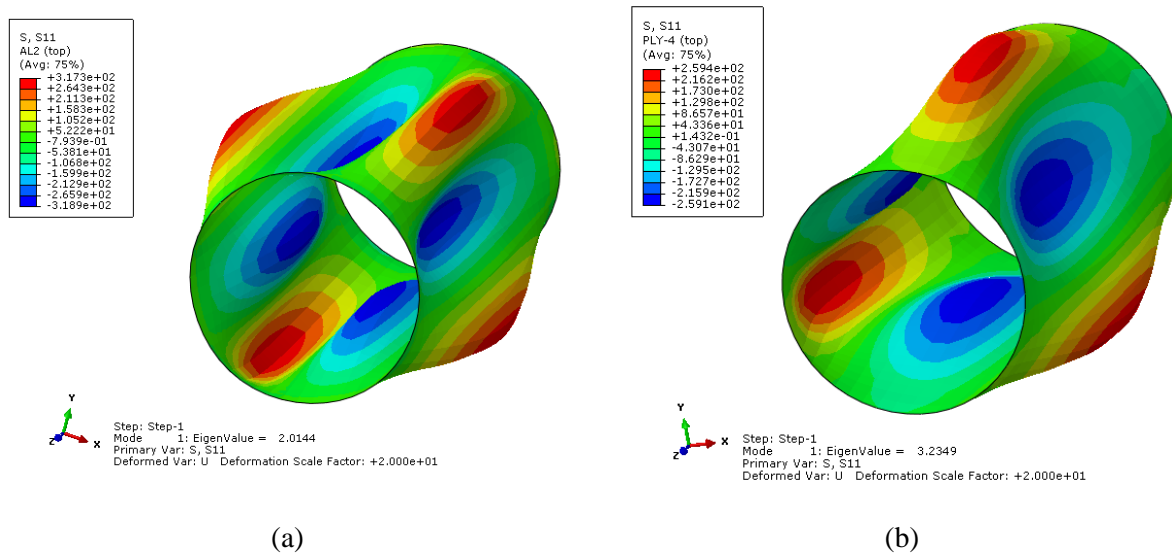 S, S11
AL2 (top)
(Avg: 75%)
+3.173e+02
+2.643e+02
+2.113e+02
+1.583e+02
+1.052e+02
+5.222e+01
-7.939e-01
-5.381e+01
-1.068e+02
-1.599e+02
-2.129e+02
-2.659e+02
-3.189e+02
Y
Z
X
Step: Step-1
Mode 1: EigenValue = 2.0144
Primary Var: S, S11
Deformed Var: U Deformation Scale Factor: +2.000e+01
(a)
S, S11
PLY-4 (top)
(Avg: 75%)
+2.594e+02
+2.162e+02
+1.730e+02
+1.298e+02
+8.657e+01
+4.336e+01
+1.432e-01
-4.307e+01
-8.629e+01
-1.295e+02
-1.727e+02
-2.159e+02
-2.591e+02
Y
Z
X
Step: Step-1
Mode 1: EigenValue = 3.2349
Primary Var: S, S11
Deformed Var: U Deformation Scale Factor: +2.000e+01
(b)